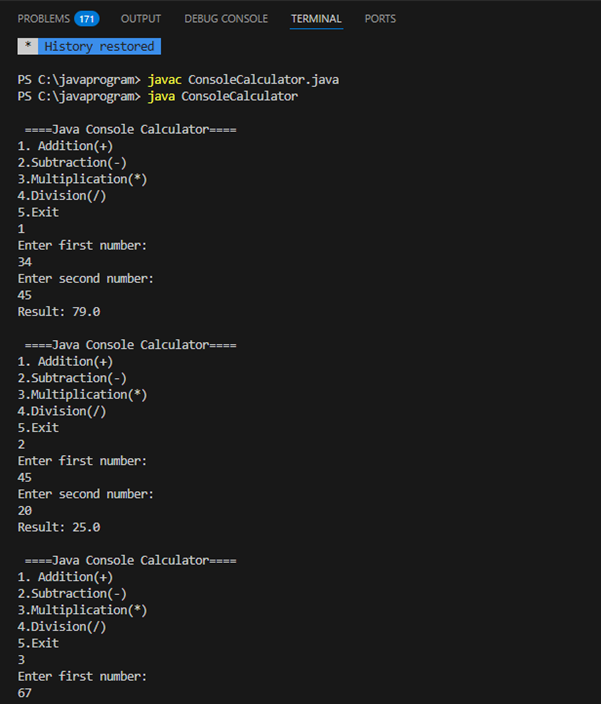 PROBLEMS 171 OUTPUT DEBUG CONSOLE TERMINAL PORTS
* History restored
PS C:\javaprogram> javac ConsoleCalculator.java
PS C:\javaprogram> java ConsoleCalculator
====Java Console Calculator====
1. Addition(+)
2.Subtraction(-)
3.Multiplication(*)
4.Division(/)
5.Exit
1
Enter first number:
34
Enter second number:
45
Result: 79.0
====Java Console Calculator====
1. Addition(+)
2.Subtraction(-)
3.Multiplication(*)
4.Division(/)
5.Exit
2
Enter first number:
45
Enter second number:
20
Result: 25.0
====Java Console Calculator====
1. Addition(+)
2.Subtraction(-)
3.Multiplication(*)
4.Division(/)
5.Exit
3
Enter first number:
67